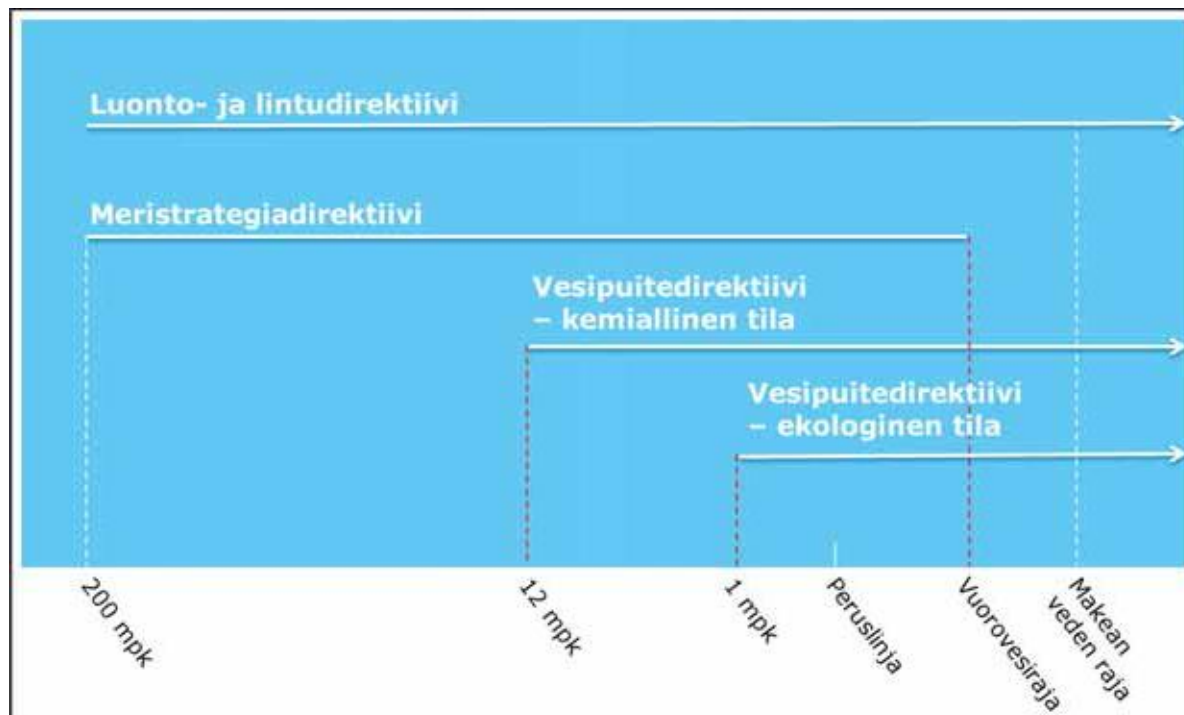 Luonto- ja lintudirektiivi
Meristrategiadirektiivi
Vesipuitedirektiivi
– kemiallinen tila
Vesipuitedirektiivi
– ekologinen tila
200 mpk
12 mpk
1 mpk
Peruslinja
Vuorovesiraja
Makean
veden raja